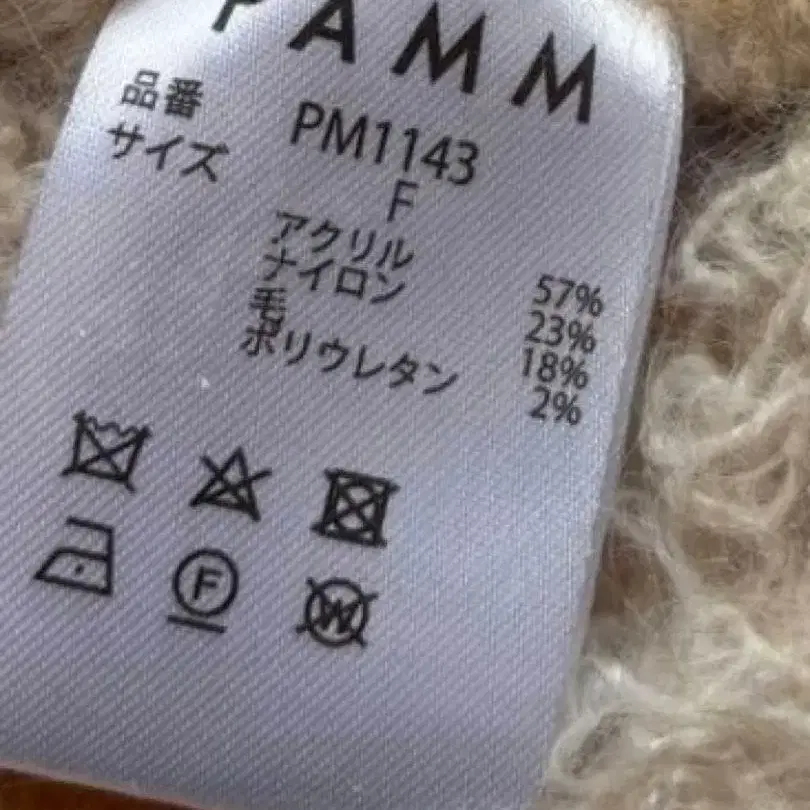 PAMM
品番 PM1143
サイズ F
アクリル 57%
ナイロン 23%
毛 18%
ポリウレタン 2%
F
W